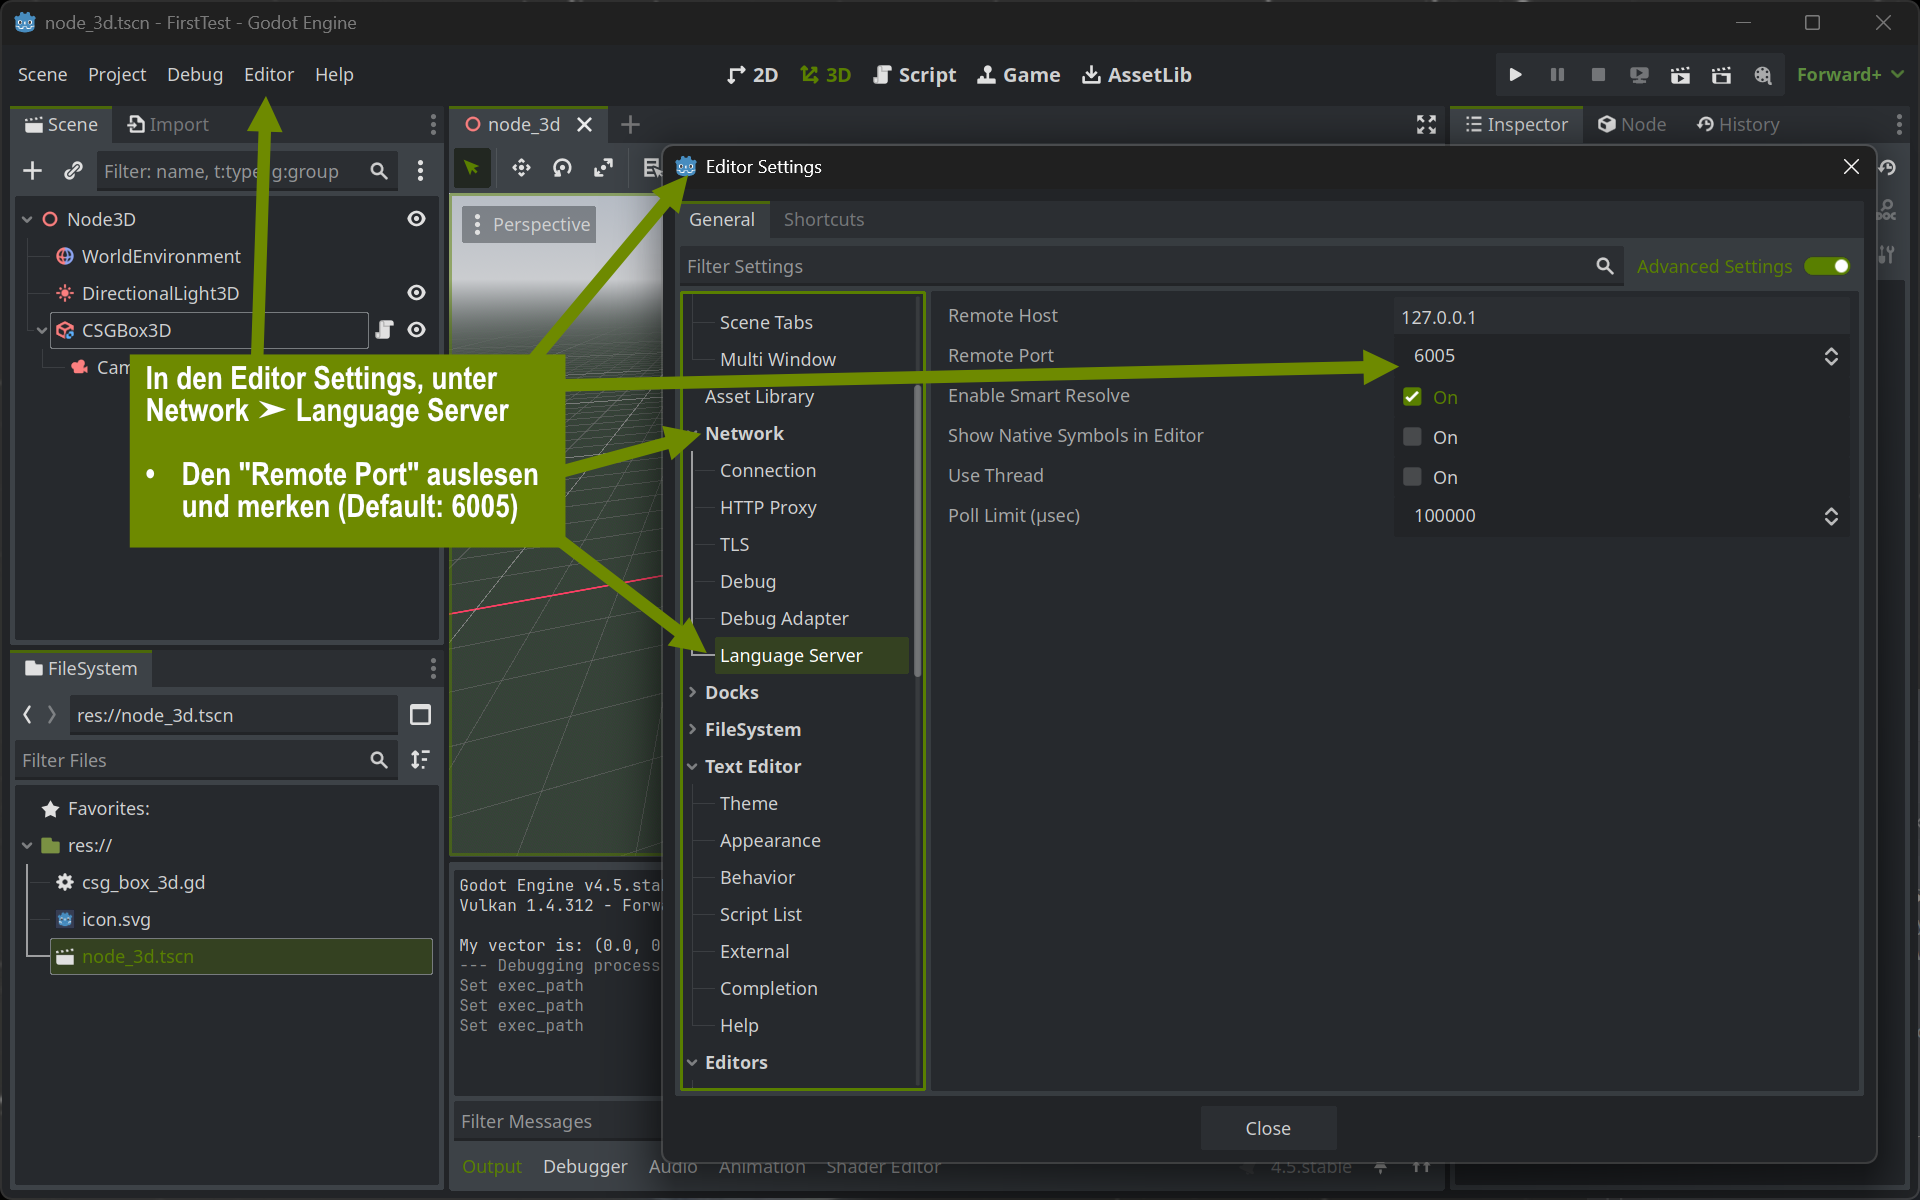 node_3d.tscn - FirstTest - Godot Engine
Scene Project Debug Editor Help
2D 3D Script Game AssetLib
Forward+
Scene Import
Filter: name, t:type, g:group
Node3D
WorldEnvironment
DirectionalLight3D
CSGBox3D
Cam
In den Editor Settings, unter
Network ➤ Language Server
• Den "Remote Port" auslesen
und merken (Default: 6005)
FileSystem
res://node_3d.tscn
Filter Files
Favorites:
res://
csg_box_3d.gd
icon.svg
node_3d.tscn
node_3d
Perspective
Godot Engine v4.5.sta
Vulkan 1.4.312 - Forwa
My vector is: (0.0, 0
--- Debugging process
Set exec_path
Set exec_path
Set exec_path
Filter Messages
Output Debugger Audio Animation Shader Editor
4.5.stable
Inspector Node History
DOC
Editor Settings
General Shortcuts
Filter Settings
Advanced Settings
Scene Tabs
Multi Window
Asset Library
Network
Connection
HTTP Proxy
TLS
Debug
Debug Adapter
Language Server
Docks
FileSystem
Text Editor
Theme
Appearance
Behavior
Script List
External
Completion
Help
Editors
Remote Host 127.0.0.1
Remote Port 6005
Enable Smart Resolve On
Show Native Symbols in Editor On
Use Thread On
Poll Limit (µsec) 100000
Close